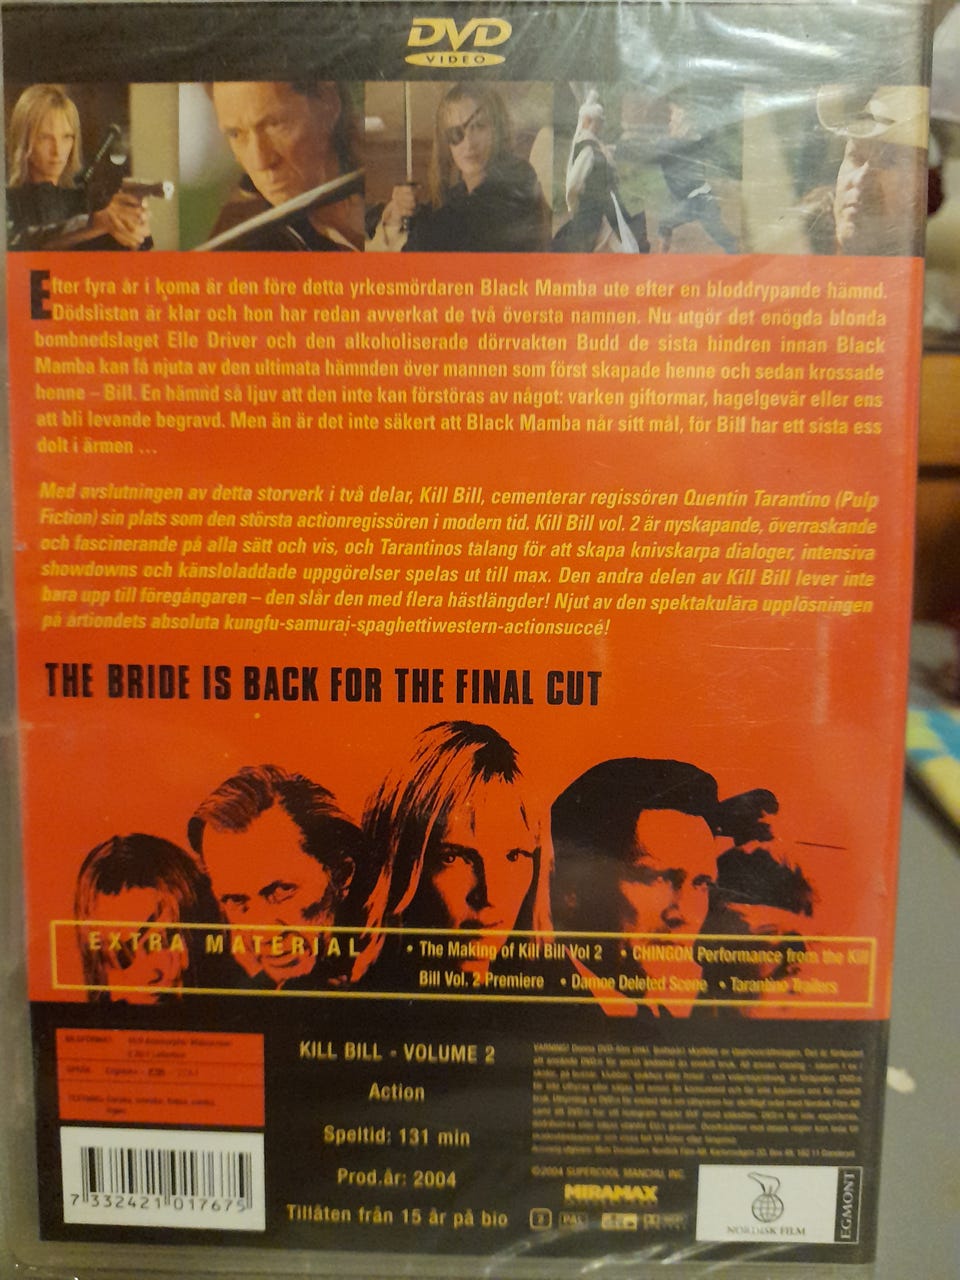 DVD
VIDEO
Efter fyra år i koma är den före detta yrkesmördaren Black Mamba ute efter en bloddrypande hämnd.
Dödslistan är klar och hon har redan avverkat de två översta namnen. Nu utgör det enögda blonda
bombnedslaget Elle Driver och den alkoholiserade dörrvakten Budd de sista hindren innan Black
Mamba kan få njuta av den ultimata hämnden över mannen som först skapade henne och sedan krossade
henne – Bill. En hämnd så ljuv att den inte kan förstöras av något: varken giftormar, hagelgevär eller ens
att bli levande begravd. Men än är det inte säkert att Black Mamba når sitt mål, för Bill har ett sista ess
dolt i ärmen ...
Med avslutningen av detta storverk i två delar, Kill Bill, cementerar regissören Quentin Tarantino (Pulp
Fiction) sin plats som den största actionregissören i modern tid. Kill Bill vol. 2 är nyskapande, överraskande
och fascinerande på alla sätt och vis, och Tarantinos talang för att skapa knivskarpa dialoger, intensiva
showdowns och känsloladdade uppgörelser spelas ut till max. Den andra delen av Kill Bill lever inte
bara upp till föregångaren – den slår den med flera hästlängder! Njut av den spektakulära upplösningen
på årtiondets absoluta kungfu-samuraj-spaghettiwestern-actionsuccé!
THE BRIDE IS BACK FOR THE FINAL CUT
EXTRA MATERIAL • The Making of Kill Bill Vol 2 • CHINGON Performance from the Kill
Bill Vol. 2 Premiere • Damoe Deleted Scene • Tarantino Trailers
KILL BILL - VOLUME 2
Action
Speltid: 131 min
Prod.år: 2004
Tillåten från 15 år på bio
7 332421 017675
©2004 SUPERCOOL MANCHU, INC.
MIRAMAX
2 PAL
NORDISK FILM
EGMONT